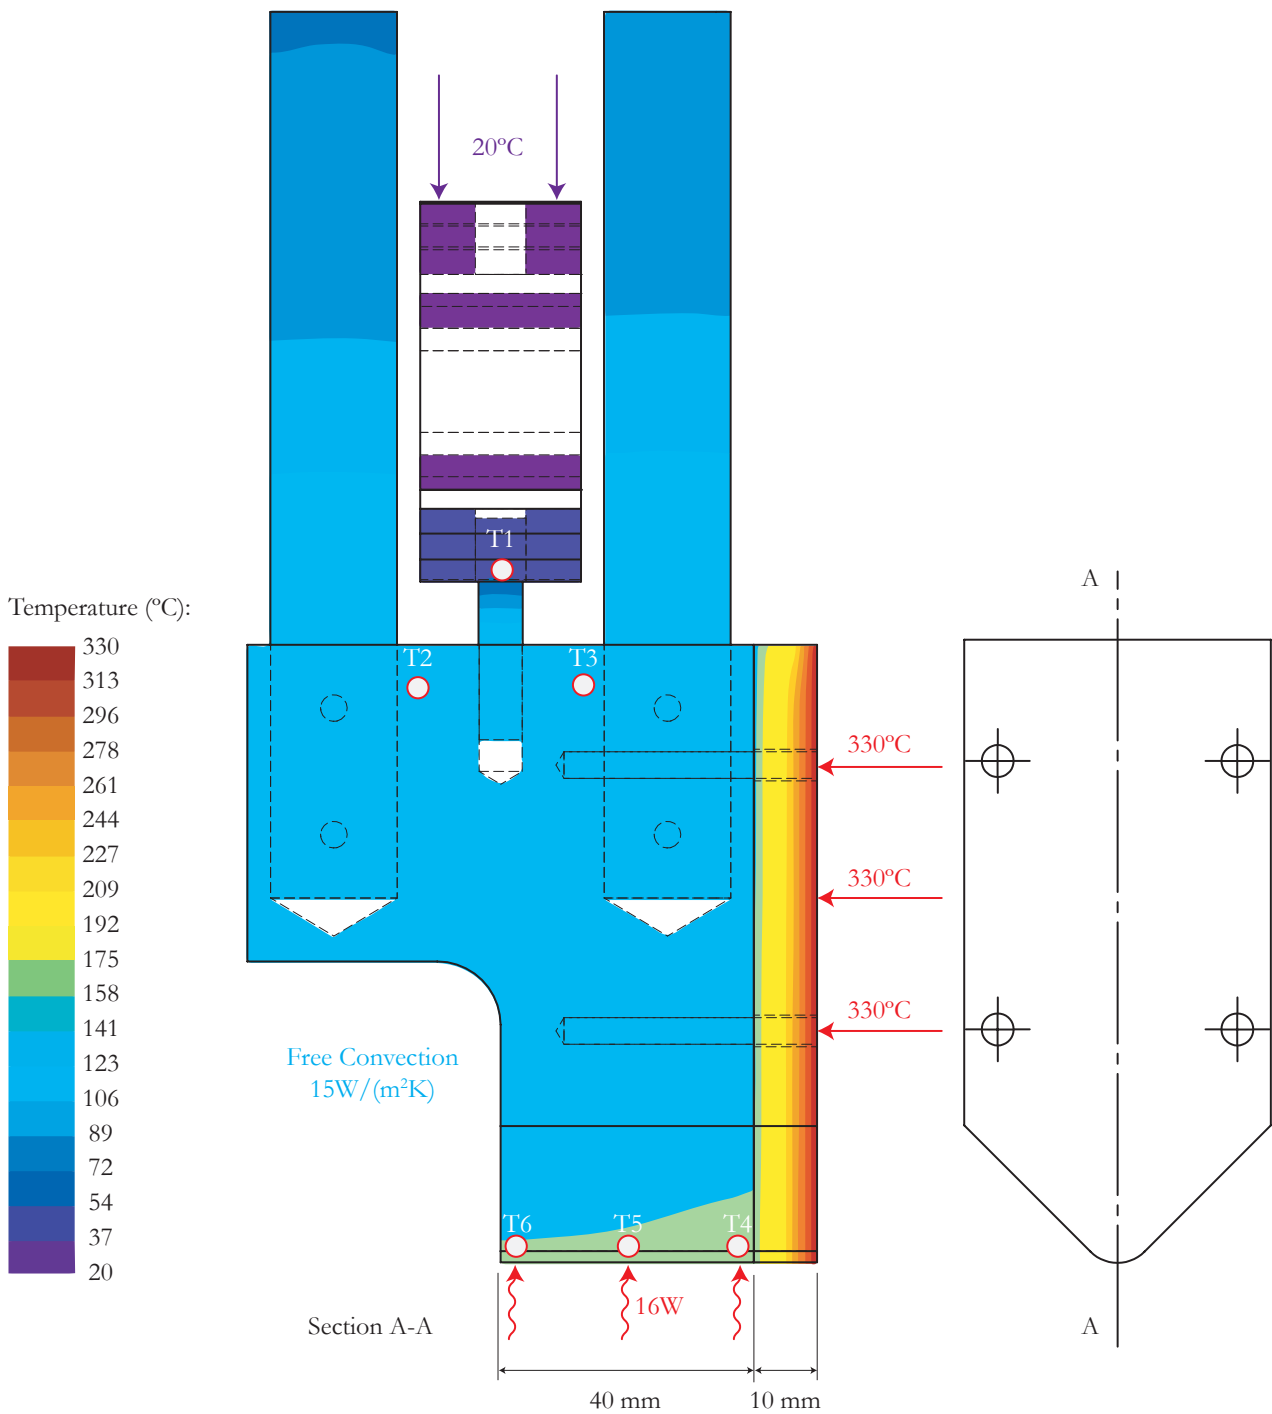 20ºC
T1
Temperature (ºC):
330
313
296
278
261
244
227
209
192
175
158
141
123
106
89
72
54
37
20
T2
T3
330ºC
330ºC
330ºC
Free Convection
15W/(m²K)
T6
T5
T4
16W
Section A-A
40 mm
10 mm
A
A